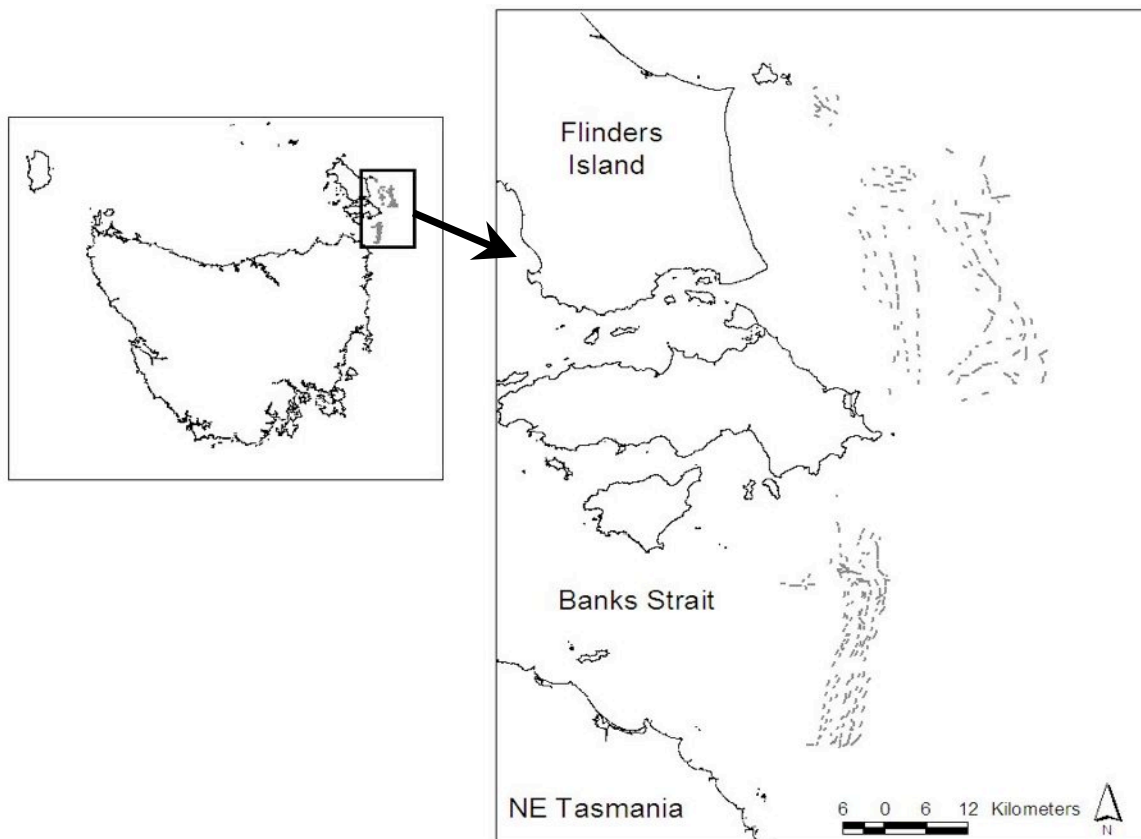 Flinders
Island
Banks Strait
NE Tasmania
6 0 6 12 Kilometers
N